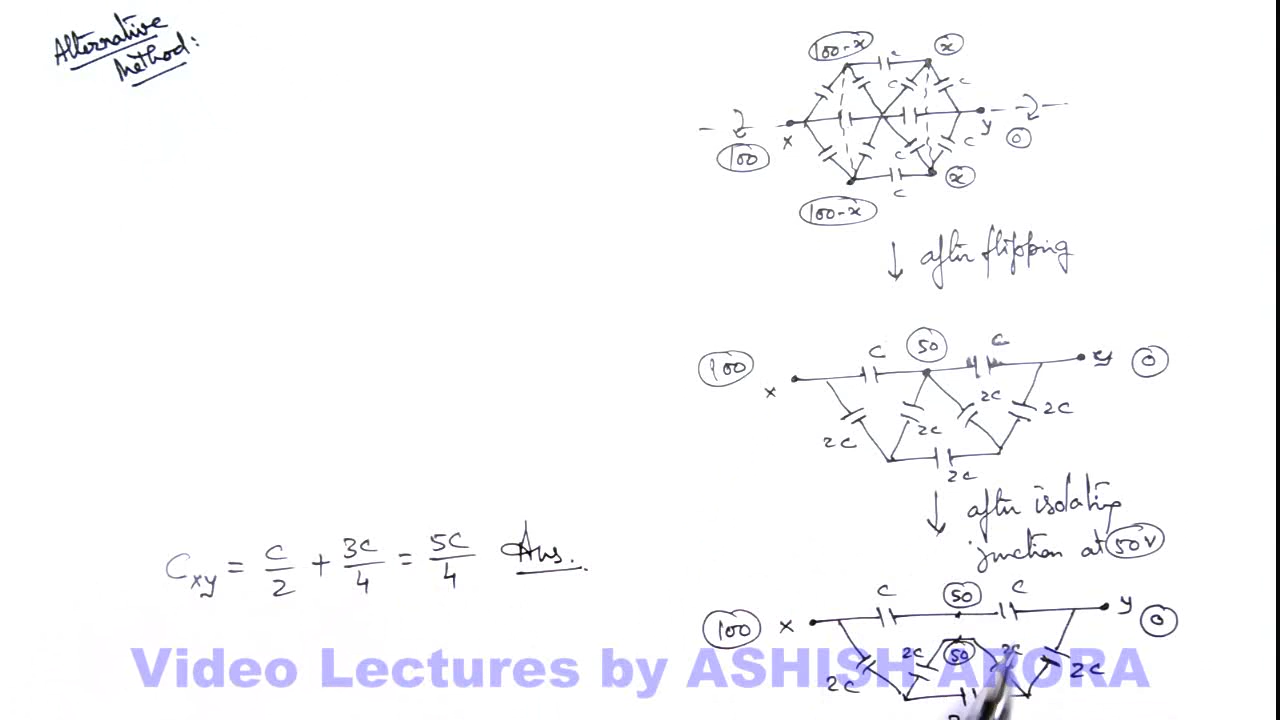 Alternative
Method:
100-x
x
C
C
C
x
100
y
0
C
C
x
C
100-x
↓ after flipping
100
x
C
50
C
y
0
2C
2C
2C
2C
2C
↓ after isolating
junction at 50V
C_xy = C/2 + 3C/4 = 5C/4 Ans.
100
x
C
50
C
y
0
2C
2C
50
2C
2C
Video Lectures by ASHISH ARORA